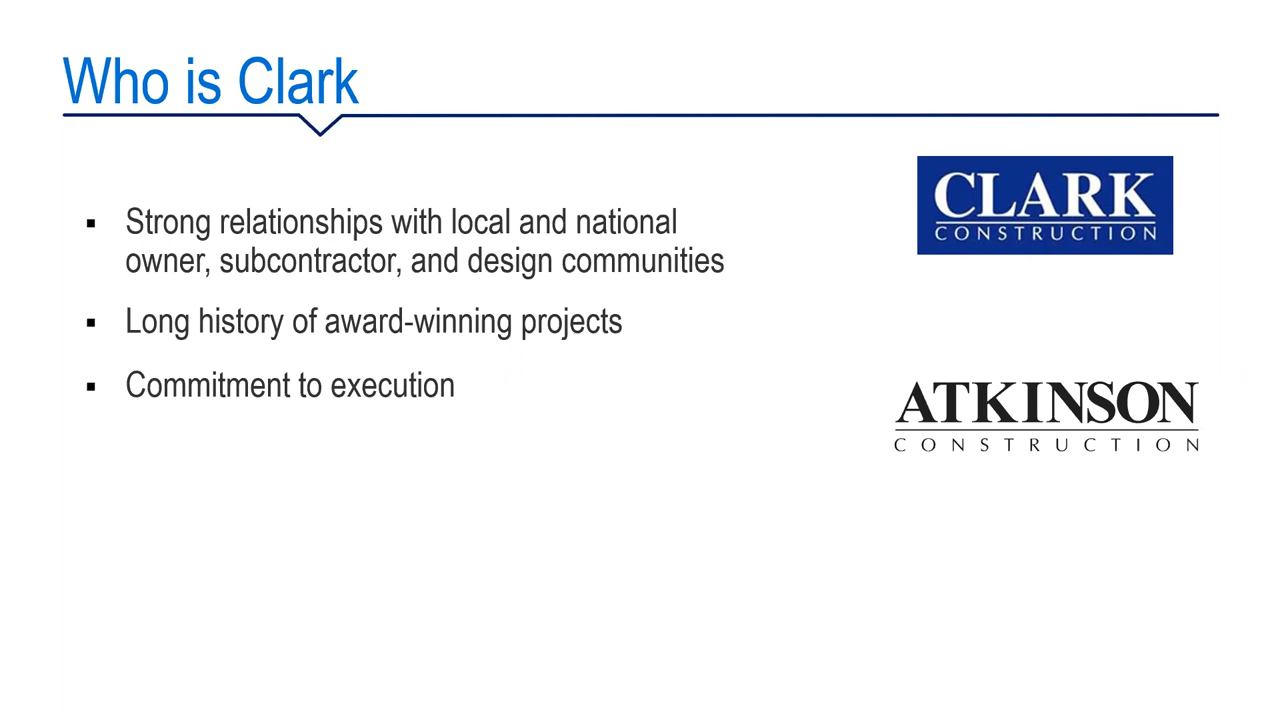 Who is Clark
▪ Strong relationships with local and national
owner, subcontractor, and design communities
▪ Long history of award-winning projects
▪ Commitment to execution
CLARK
CONSTRUCTION
ATKINSON
CONSTRUCTION